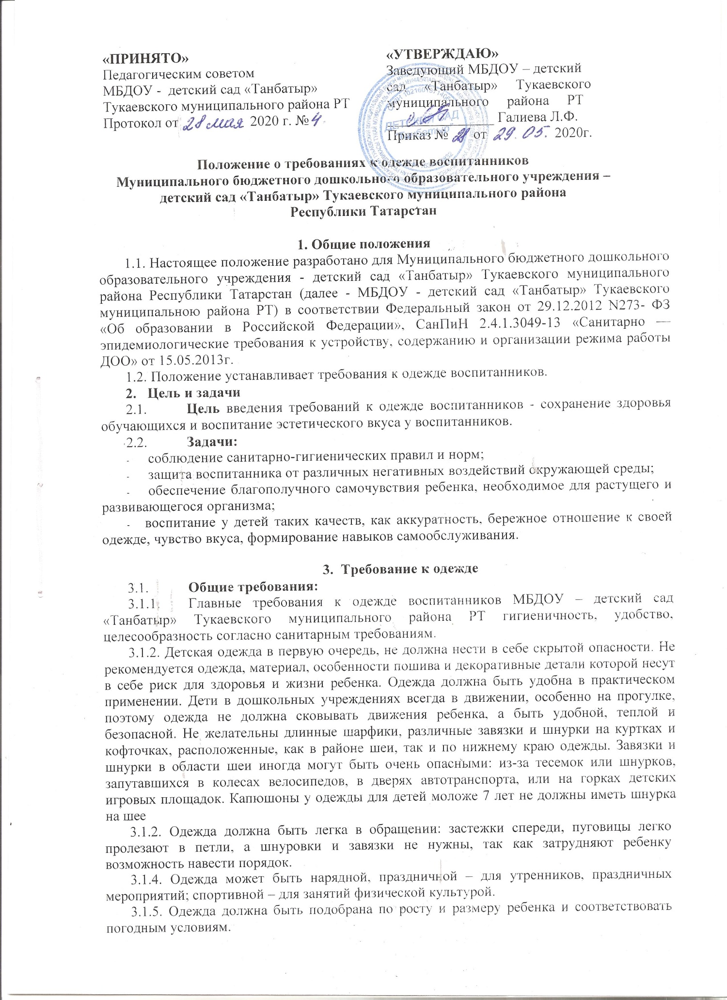 «ПРИНЯТО»
Педагогическим советом
МБДОУ - детский сад «Танбатыр»
Тукаевского муниципального района РТ
Протокол от 28 мая 2020 г. № 4
«УТВЕРЖДАЮ»
Заведующий МБДОУ – детский
сад «Танбатыр» Тукаевского
муниципального района РТ
Галиева Л.Ф.
Приказ № 28 от 29. 05. 2020г.
ДЕТСКИЙ САД
"Танбатыр"
Положение о требованиях к одежде воспитанников
Муниципального бюджетного дошкольного образовательного учреждения –
детский сад «Танбатыр» Тукаевского муниципального района
Республики Татарстан
1. Общие положения
1.1. Настоящее положение разработано для Муниципального бюджетного дошкольного
образовательного учреждения - детский сад «Танбатыр» Тукаевского муниципального
района Республики Татарстан (далее - МБДОУ - детский сад «Танбатыр» Тукаевского
муниципальною района РТ) в соответствии Федеральный закон от 29.12.2012 N273- ФЗ
«Об образовании в Российской Федерации», СанПиН 2.4.1.3049-13 «Санитарно —
эпидемиологические требования к устройству, содержанию и организации режима работы
ДОО» от 15.05.2013г.
1.2. Положение устанавливает требования к одежде воспитанников.
2. Цель и задачи
2.1. Цель введения требований к одежде воспитанников - сохранение здоровья
обучающихся и воспитание эстетического вкуса у воспитанников.
2.2. Задачи:
- соблюдение санитарно-гигиенических правил и норм;
- защита воспитанника от различных негативных воздействий окружающей среды;
- обеспечение благополучного самочувствия ребенка, необходимое для растущего и
развивающегося организма;
- воспитание у детей таких качеств, как аккуратность, бережное отношение к своей
одежде, чувство вкуса, формирование навыков самообслуживания.
3. Требование к одежде
3.1. Общие требования:
3.1.1. Главные требования к одежде воспитанников МБДОУ – детский сад
«Танбатыр» Тукаевского муниципального района РТ гигиеничность, удобство,
целесообразность согласно санитарным требованиям.
3.1.2. Детская одежда в первую очередь, не должна нести в себе скрытой опасности. Не
рекомендуется одежда, материал, особенности пошива и декоративные детали которой несут
в себе риск для здоровья и жизни ребенка. Одежда должна быть удобна в практическом
применении. Дети в дошкольных учреждениях всегда в движении, особенно на прогулке,
поэтому одежда не должна сковывать движения ребенка, а быть удобной, теплой и
безопасной. Не желательны длинные шарфики, различные завязки и шнурки на куртках и
кофточках, расположенные, как в районе шеи, так и по нижнему краю одежды. Завязки и
шнурки в области шеи иногда могут быть очень опасными: из-за тесемок или шнурков,
запутавшихся в колесах велосипедов, в дверях автотранспорта, или на горках детских
игровых площадок. Капюшоны у одежды для детей моложе 7 лет не должны иметь шнурка
на шее
3.1.2. Одежда должна быть легка в обращении: застежки спереди, пуговицы легко
пролезают в петли, а шнуровки и завязки не нужны, так как затрудняют ребенку
возможность навести порядок.
3.1.4. Одежда может быть нарядной, праздничной – для утренников, праздничных
мероприятий; спортивной – для занятий физической культурой.
3.1.5. Одежда должна быть подобрана по росту и размеру ребенка и соответствовать
погодным условиям.